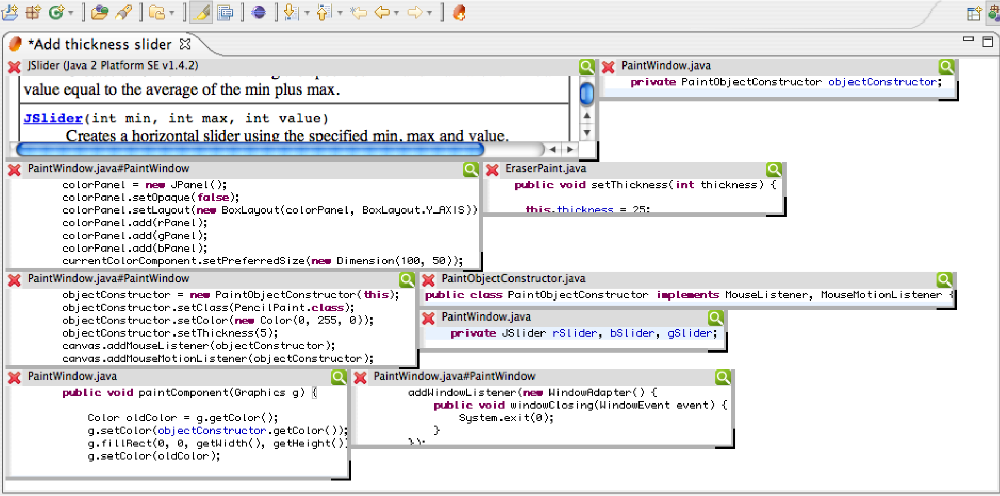 *Add thickness slider
JSlider (Java 2 Platform SE v1.4.2)
value equal to the average of the min plus max.
JSlider(int min, int max, int value)
Creates a horizontal slider using the specified min, max and value.
PaintWindow.java
private PaintObjectConstructor objectConstructor;
PaintWindow.java#PaintWindow
colorPanel = new JPanel();
colorPanel.setOpaque(false);
colorPanel.setLayout(new BoxLayout(colorPanel, BoxLayout.Y_AXIS))
colorPanel.add(rPanel);
colorPanel.add(gPanel);
colorPanel.add(bPanel);
currentColorComponent.setPreferredSize(new Dimension(100, 50));
EraserPaint.java
public void setThickness(int thickness) {
this.thickness = 25;
PaintWindow.java#PaintWindow
objectConstructor = new PaintObjectConstructor(this);
objectConstructor.setClass(PencilPaint.class);
objectConstructor.setColor(new Color(0, 255, 0));
objectConstructor.setThickness(5);
canvas.addMouseListener(objectConstructor);
canvas.addMouseMotionListener(objectConstructor);
PaintObjectConstructor.java
public class PaintObjectConstructor implements MouseListener, MouseMotionListener {
PaintWindow.java
private JSlider rSlider, bSlider, gSlider;
PaintWindow.java
public void paintComponent(Graphics g) {
Color oldColor = g.getColor();
g.setColor(objectConstructor.getColor());
g.fillRect(0, 0, getWidth(), getHeight()
g.setColor(oldColor);
PaintWindow.java#PaintWindow
addWindowListener(new WindowAdapter() {
public void windowClosing(WindowEvent event) {
System.exit(0);
}
});